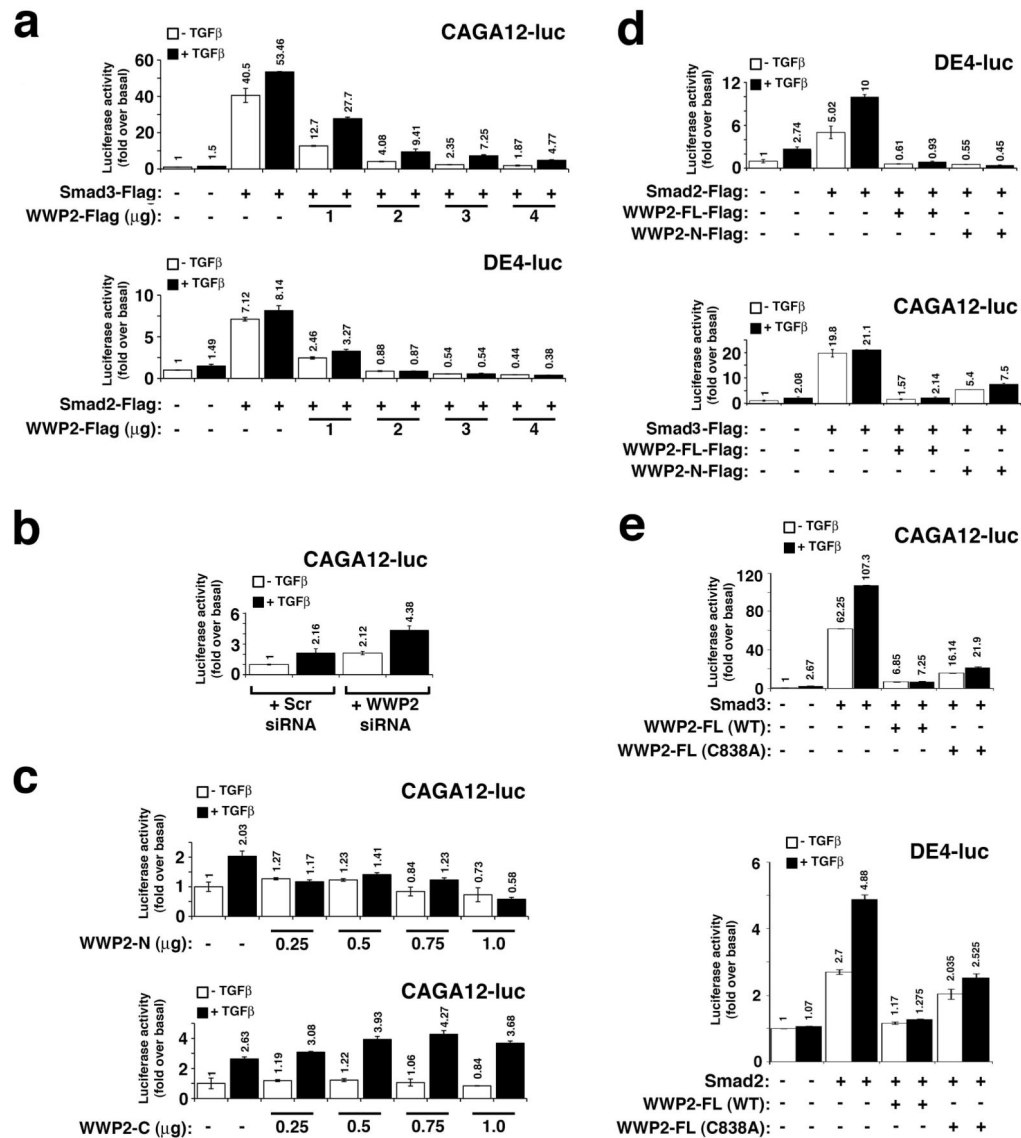 a
CAGA12-luc
- TGFβ
+ TGFβ
Luciferase activity
(fold over basal)
60
40
20
0
1
1.5
40.5
53.46
12.7
27.7
4.08
9.41
2.35
7.25
1.87
4.77
Smad3-Flag: - - + + + + + + + + + +
WWP2-Flag (μg): - - - - 1 2 3 4
DE4-luc
- TGFβ
+ TGFβ
Luciferase activity
(fold over basal)
10
5
0
1
1.49
7.12
8.14
2.46
3.27
0.88
0.87
0.54
0.54
0.44
0.38
Smad2-Flag: - - + + + + + + + + + +
WWP2-Flag (μg): - - - - 1 2 3 4
b
CAGA12-luc
- TGFβ
+ TGFβ
Luciferase activity
(fold over basal)
6
3
0
1
2.16
2.12
4.38
+ Scr
siRNA
+ WWP2
siRNA
c
CAGA12-luc
- TGFβ
+ TGFβ
Luciferase activity
(fold over basal)
2
1
0
1
2.03
1.27
1.17
1.23
1.41
0.84
1.23
0.73
0.58
WWP2-N (μg): - - 0.25 0.5 0.75 1.0
CAGA12-luc
- TGFβ
+ TGFβ
Luciferase activity
(fold over basal)
4
2
0
1
2.63
1.19
3.08
1.22
3.93
1.06
4.27
0.84
3.68
WWP2-C (μg): - - 0.25 0.5 0.75 1.0
d
DE4-luc
- TGFβ
+ TGFβ
Luciferase activity
(fold over basal)
12
6
0
1
2.74
5.02
10
0.61
0.93
0.55
0.45
Smad2-Flag: - - + + + + + +
WWP2-FL-Flag: - - - - + + - -
WWP2-N-Flag: - - - - - - + +
CAGA12-luc
- TGFβ
+ TGFβ
Luciferase activity
(fold over basal)
20
10
0
1
2.08
19.8
21.1
1.57
2.14
5.4
7.5
Smad3-Flag: - - + + + + + +
WWP2-FL-Flag: - - - - + + - -
WWP2-N-Flag: - - - - - - + +
e
CAGA12-luc
- TGFβ
+ TGFβ
Luciferase activity
(fold over basal)
120
80
40
0
1
2.67
62.25
107.3
6.85
7.25
16.14
21.9
Smad3: - - + + + + + +
WWP2-FL (WT): - - - - + + - -
WWP2-FL (C838A): - - - - - - + +
DE4-luc
- TGFβ
+ TGFβ
Luciferase activity
(fold over basal)
6
4
2
0
1
1.07
2.7
4.88
1.17
1.275
2.035
2.525
Smad2: - - + + + + + +
WWP2-FL (WT): - - - - + + - -
WWP2-FL (C838A): - - - - - - + +